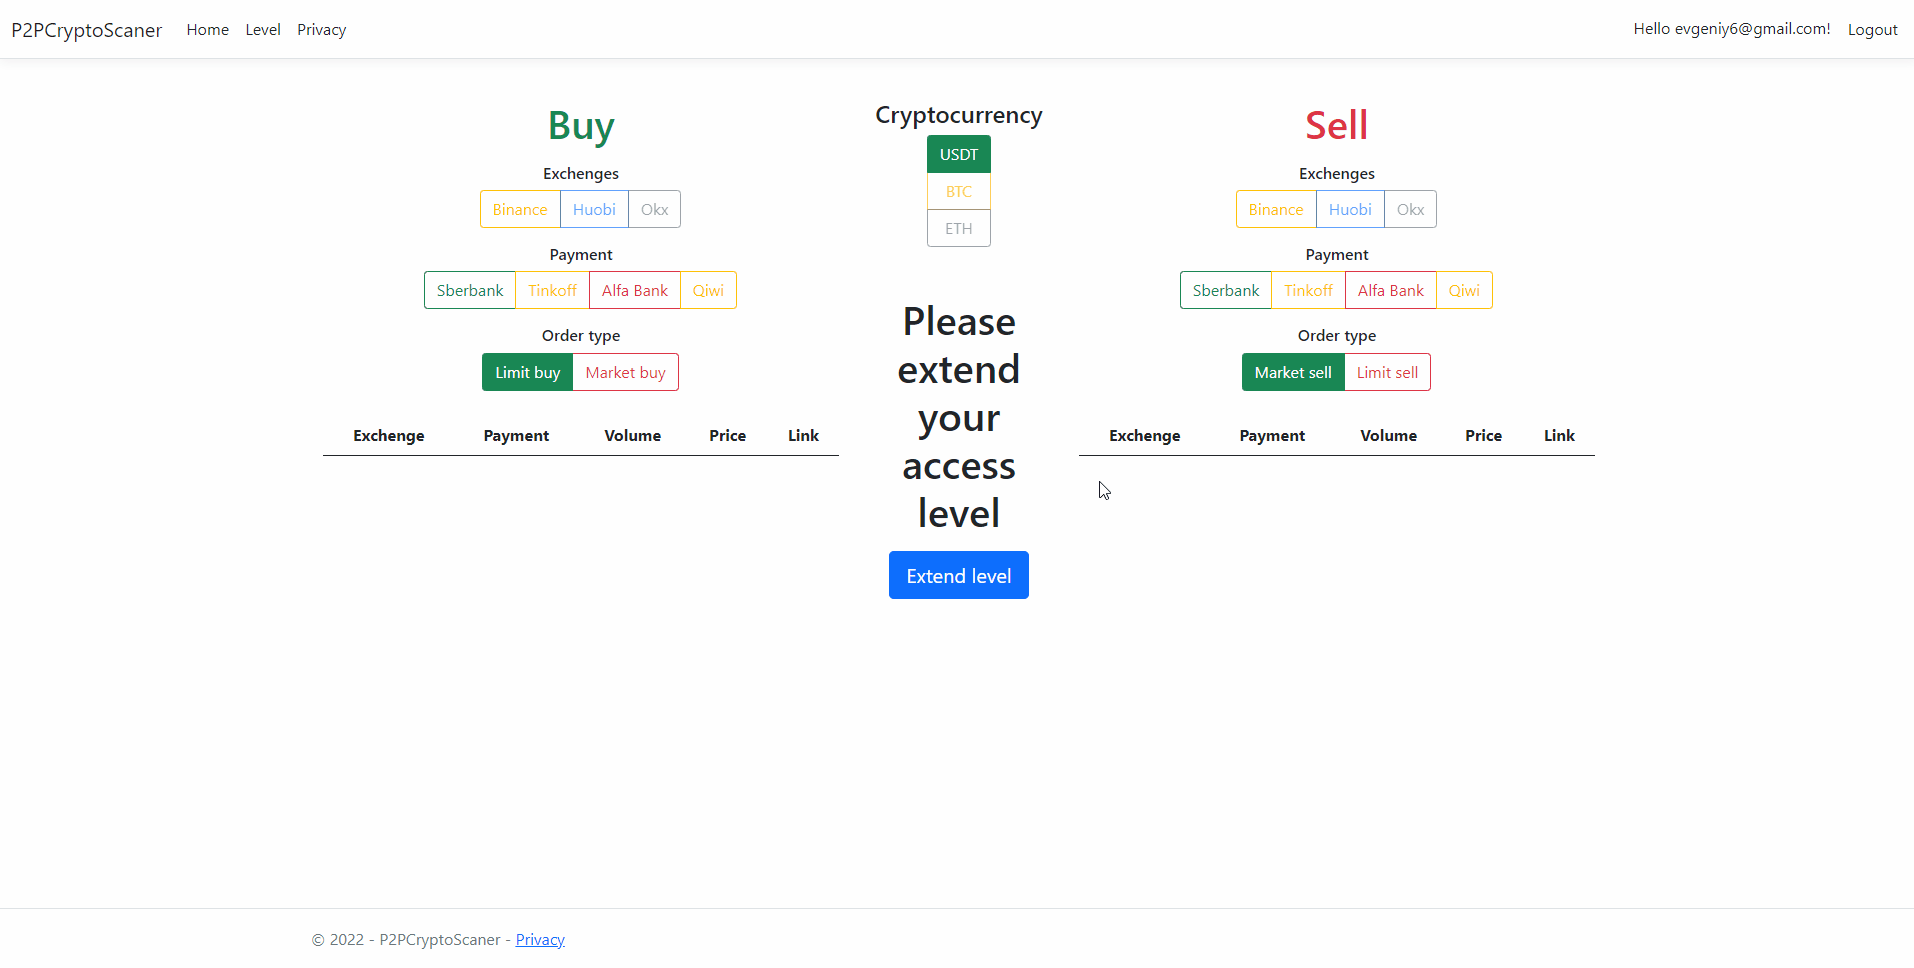 P2PCryptoScaner Home Level Privacy Hello evgeniy6@gmail.com! Logout
Buy
Exchenges
Binance Huobi Okx
Payment
Sberbank Tinkoff Alfa Bank Qiwi
Order type
Limit buy Market buy
Exchenge Payment Volume Price Link
Cryptocurrency
USDT
BTC
ETH
Please
extend
your
access
level
Extend level
Sell
Exchenges
Binance Huobi Okx
Payment
Sberbank Tinkoff Alfa Bank Qiwi
Order type
Market sell Limit sell
Exchenge Payment Volume Price Link
© 2022 - P2PCryptoScaner - Privacy